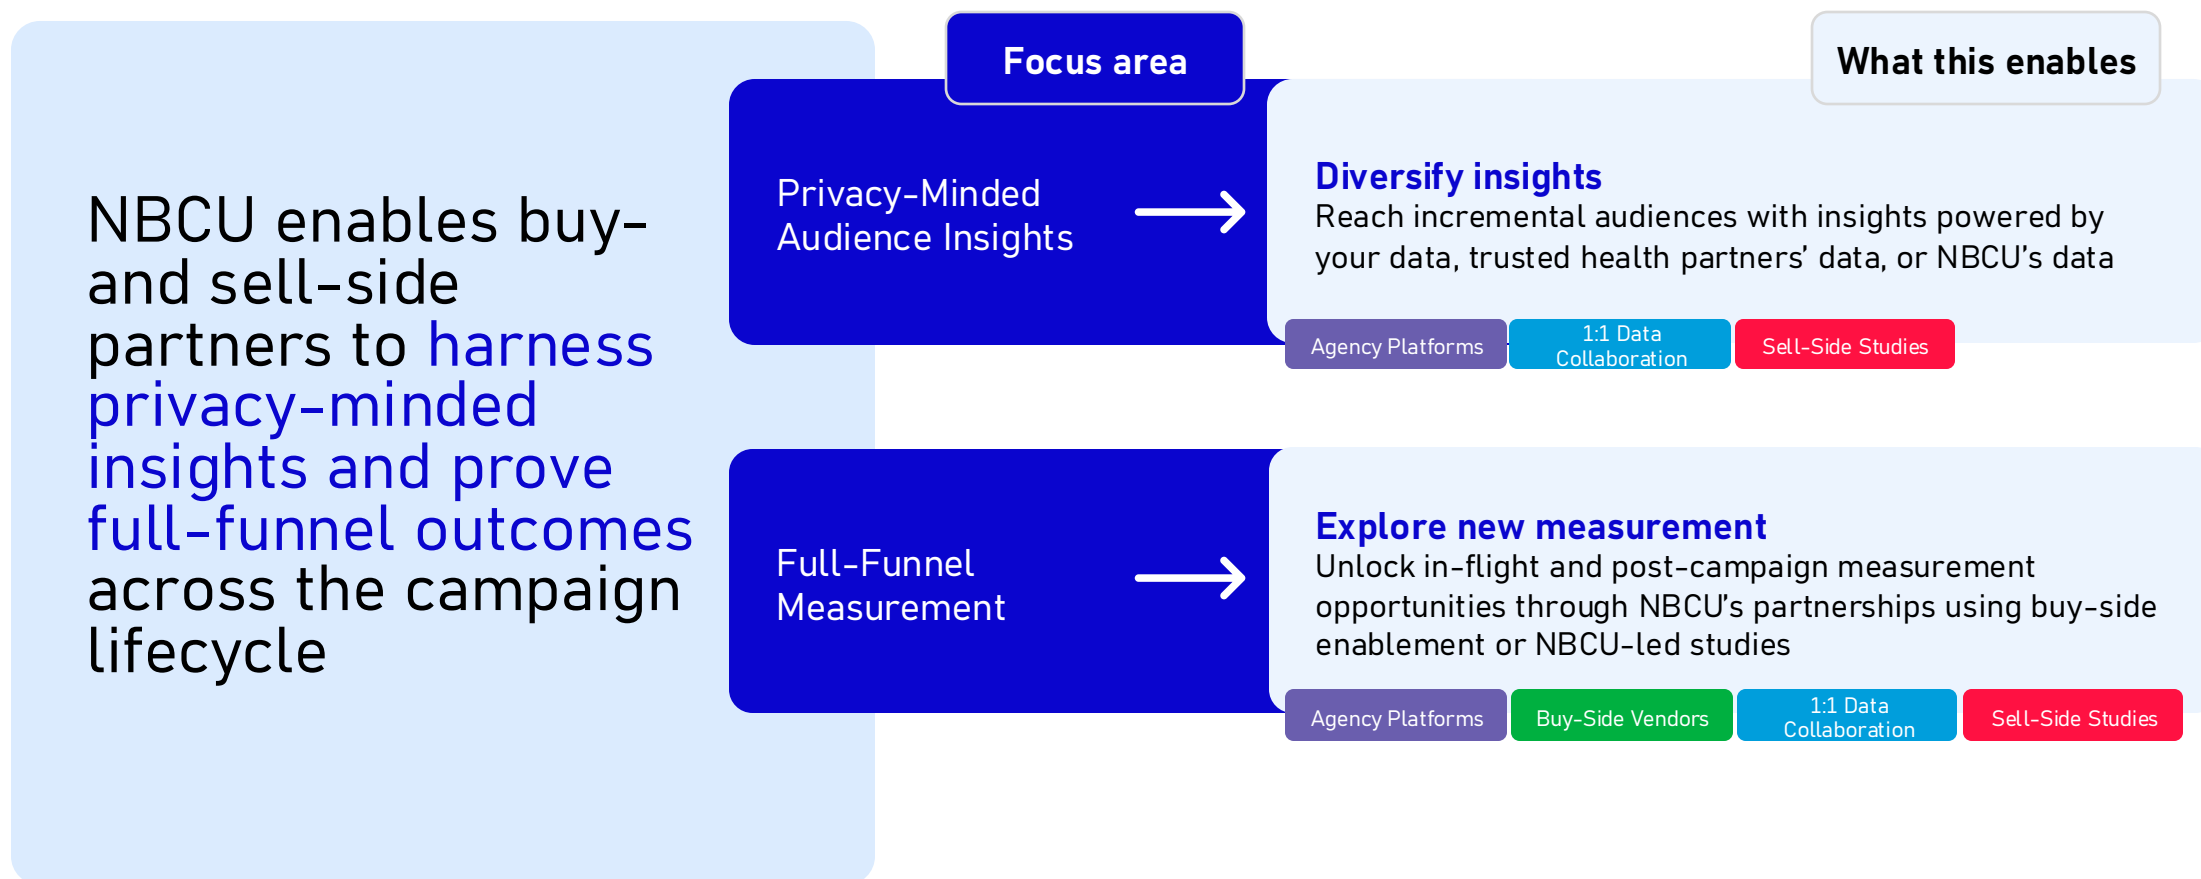 NBCU enables buy-
and sell-side
partners to harness
privacy-minded
insights and prove
full-funnel outcomes
across the campaign
lifecycle
Focus area
What this enables
Privacy-Minded
Audience Insights
Diversify insights
Reach incremental audiences with insights powered by
your data, trusted health partners’ data, or NBCU’s data
Agency Platforms
1:1 Data
Collaboration
Sell-Side Studies
Full-Funnel
Measurement
Explore new measurement
Unlock in-flight and post-campaign measurement
opportunities through NBCU’s partnerships using buy-side
enablement or NBCU-led studies
Agency Platforms
Buy-Side Vendors
1:1 Data
Collaboration
Sell-Side Studies